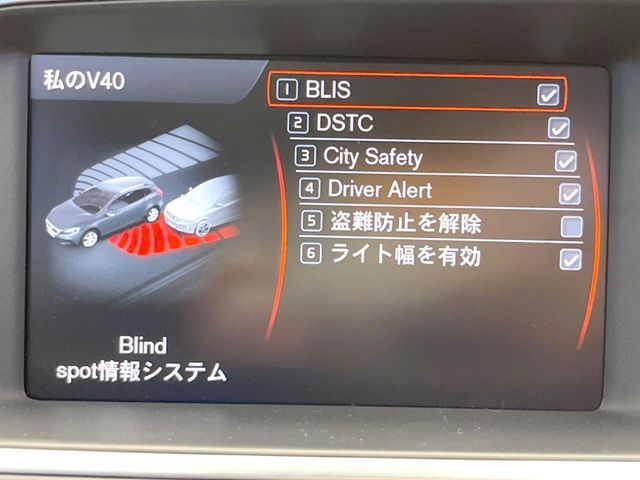 私のV40
1 BLIS
2 DSTC
3 City Safety
4 Driver Alert
5 盗難防止を解除
6 ライト幅を有効
Blind
spot情報システム